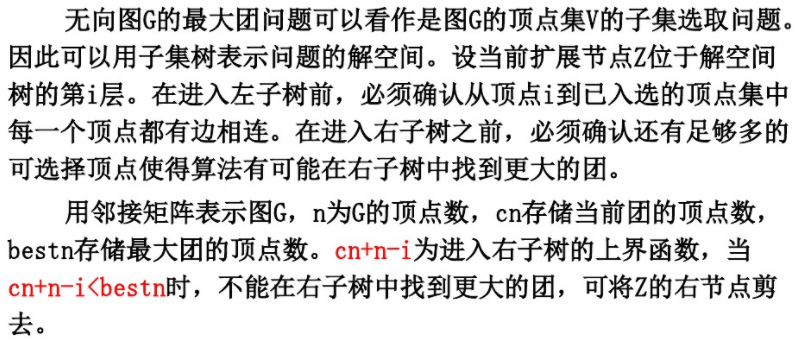 无向图G的最大团问题可以看作是图G的顶点集V的子集选取问题。
因此可以用子集树表示问题的解空间。设当前扩展节点Z位于解空间
树的第i层。在进入左子树前，必须确认从顶点i到已入选的顶点集中
每一个顶点都有边相连。在进入右子树之前，必须确认还有足够多的
可选择顶点使得算法有可能在右子树中找到更大的团。
用邻接矩阵表示图G，n为G的顶点数，cn存储当前团的顶点数，
bestn存储最大团的顶点数。cn+n-i为进入右子树的上界函数，当
cn+n-i<bestn时，不能在右子树中找到更大的团，可将Z的右节点剪
去。